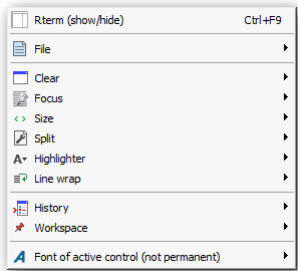 Rterm (show/hide) Ctrl+F9
File
Clear
Focus
Size
Split
Highlighter
Line wrap
History
Workspace
Font of active control (not permanent)